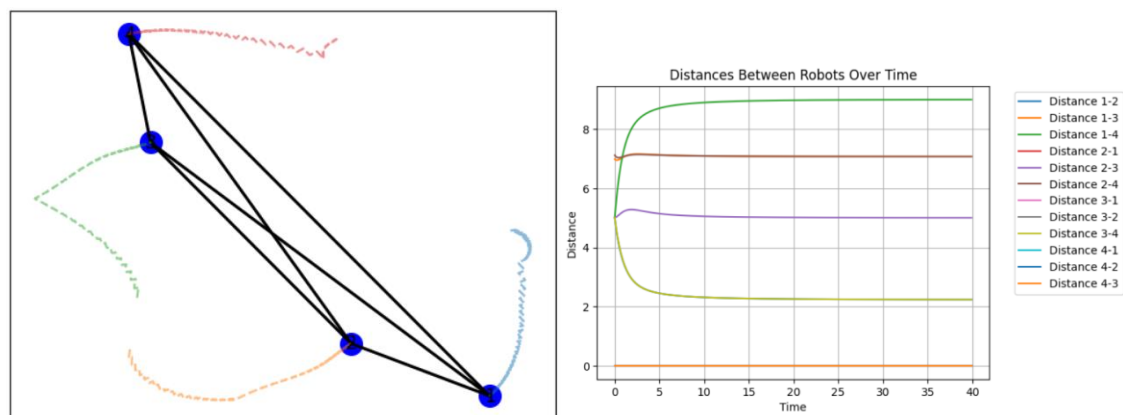 Distances Between Robots Over Time
8
6
4
2
0
Distance
0 5 10 15 20 25 30 35 40
Time
Distance 1-2
Distance 1-3
Distance 1-4
Distance 2-1
Distance 2-3
Distance 2-4
Distance 3-1
Distance 3-2
Distance 3-4
Distance 4-1
Distance 4-2
Distance 4-3